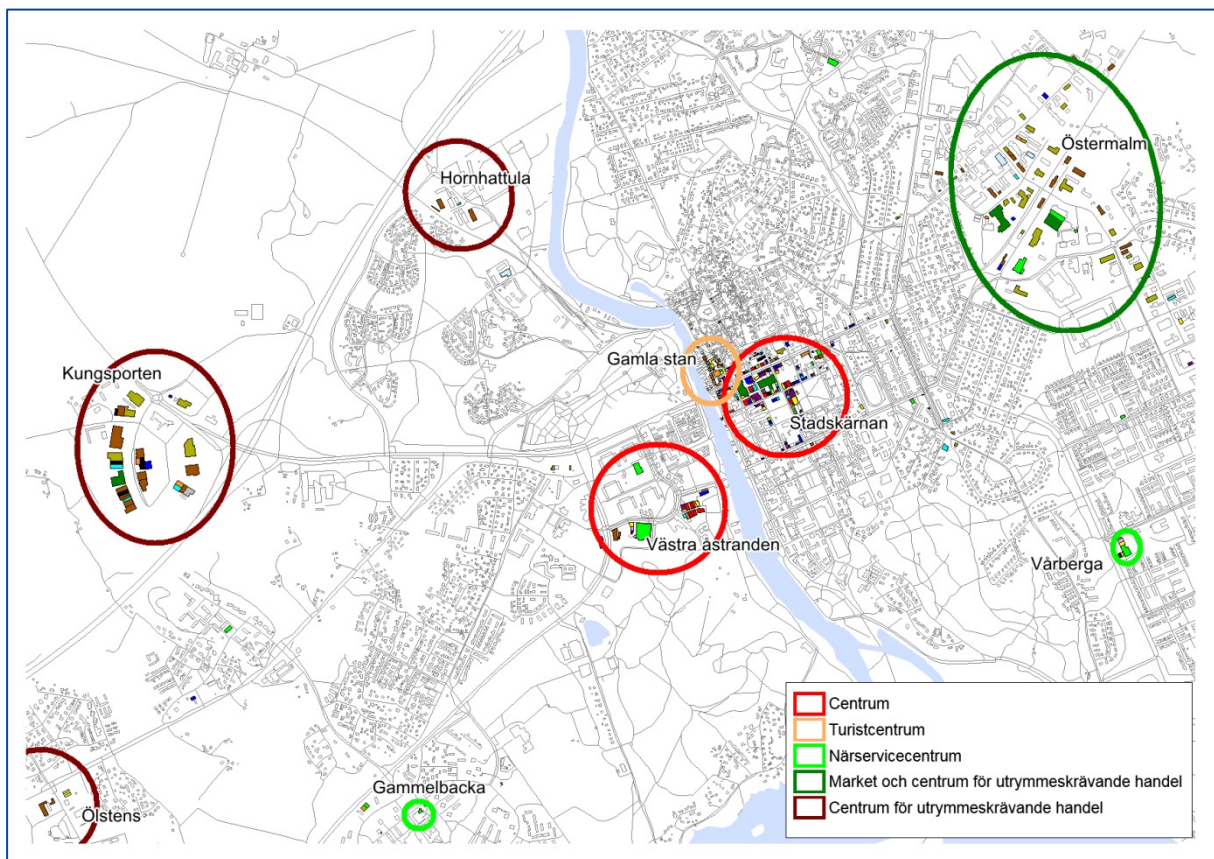 Östermalm
Hornhattula
Gamla stan
Kungsporten
Stadskärnan
Västra åstranden
Vårberga
Gammelbacka
Ölstens
Centrum
Turistcentrum
Närservicecentrum
Market och centrum för utrymmeskrävande handel
Centrum för utrymmeskrävande handel